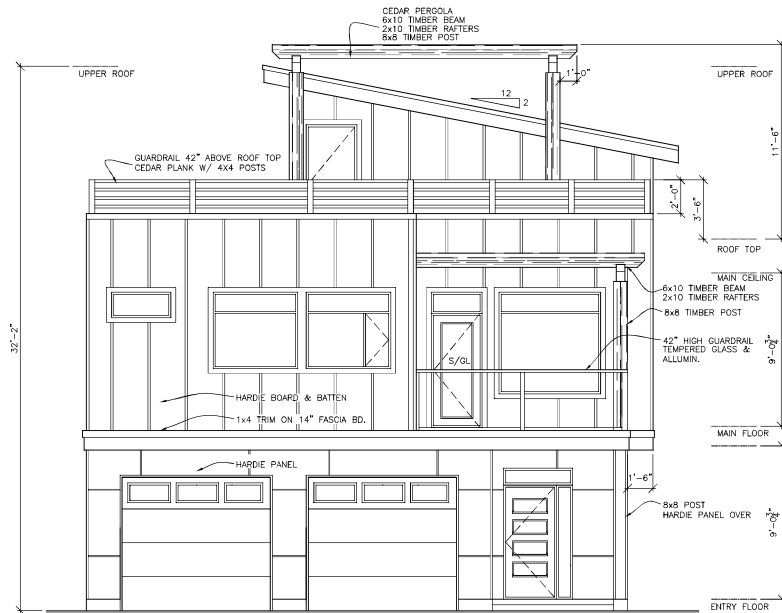 CEDAR PERGOLA
6x10 TIMBER BEAM
2x10 TIMBER RAFTERS
8x8 TIMBER POST
UPPER ROOF
1'-0"
UPPER ROOF
12
2
11'-6"
GUARDRAIL 42" ABOVE ROOF TOP
CEDAR PLANK W/ 4X4 POSTS
2'-0"
3'-6"
ROOF TOP
MAIN CEILING
6x10 TIMBER BEAM
2x10 TIMBER RAFTERS
8x8 TIMBER POST
32'-2"
42" HIGH GUARDRAIL
TEMPERED GLASS &
ALLUMIN.
9'-0¾"
S/GL
HARDIE BOARD & BATTEN
1x4 TRIM ON 14" FASCIA BD.
MAIN FLOOR
HARDIE PANEL
1'-6"
8x8 POST
HARDIE PANEL OVER
9'-0¾"
ENTRY FLOOR